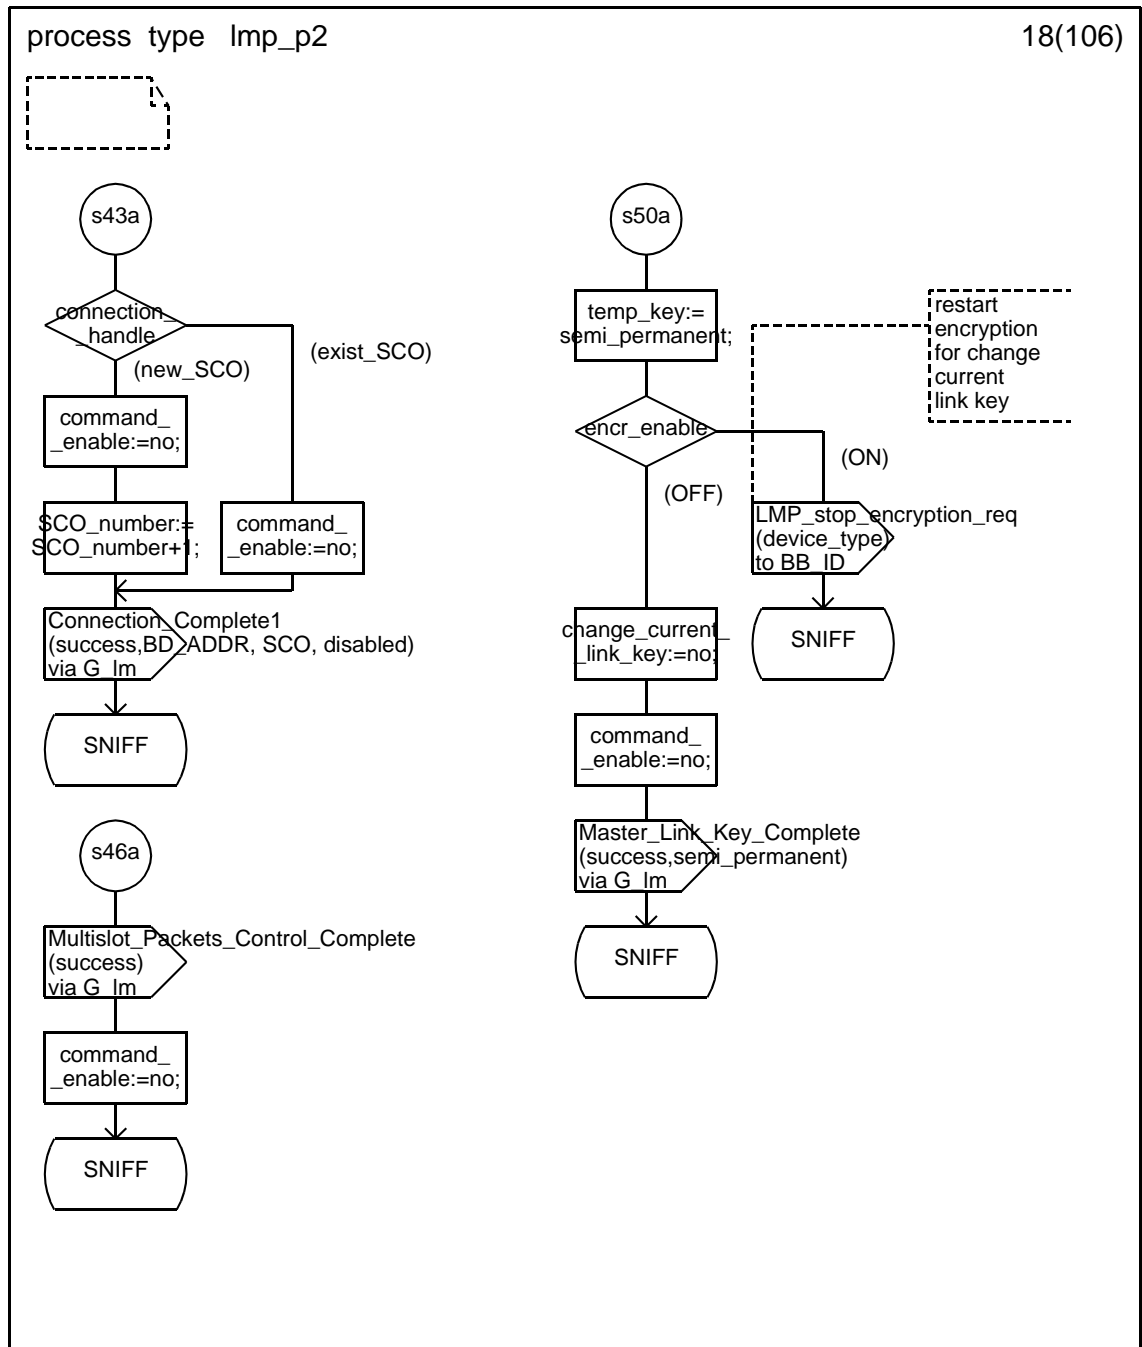 process type lmp_p2
18(106)
s43a
connection_
_handle
(new_SCO)
(exist_SCO)
command_
_enable:=no;
SCO_number:=
SCO_number+1;
command_
_enable:=no;
Connection_Complete1
(success,BD_ADDR, SCO, disabled)
via G_lm
SNIFF
s46a
Multislot_Packets_Control_Complete
(success)
via G_lm
command_
_enable:=no;
SNIFF
s50a
temp_key:=
semi_permanent;
restart
encryption
for change
current
link key
encr_enable
(ON)
(OFF)
LMP_stop_encryption_req
(device_type)
to BB_ID
SNIFF
change_current_
_link_key:=no;
command_
_enable:=no;
Master_Link_Key_Complete
(success,semi_permanent)
via G_lm
SNIFF